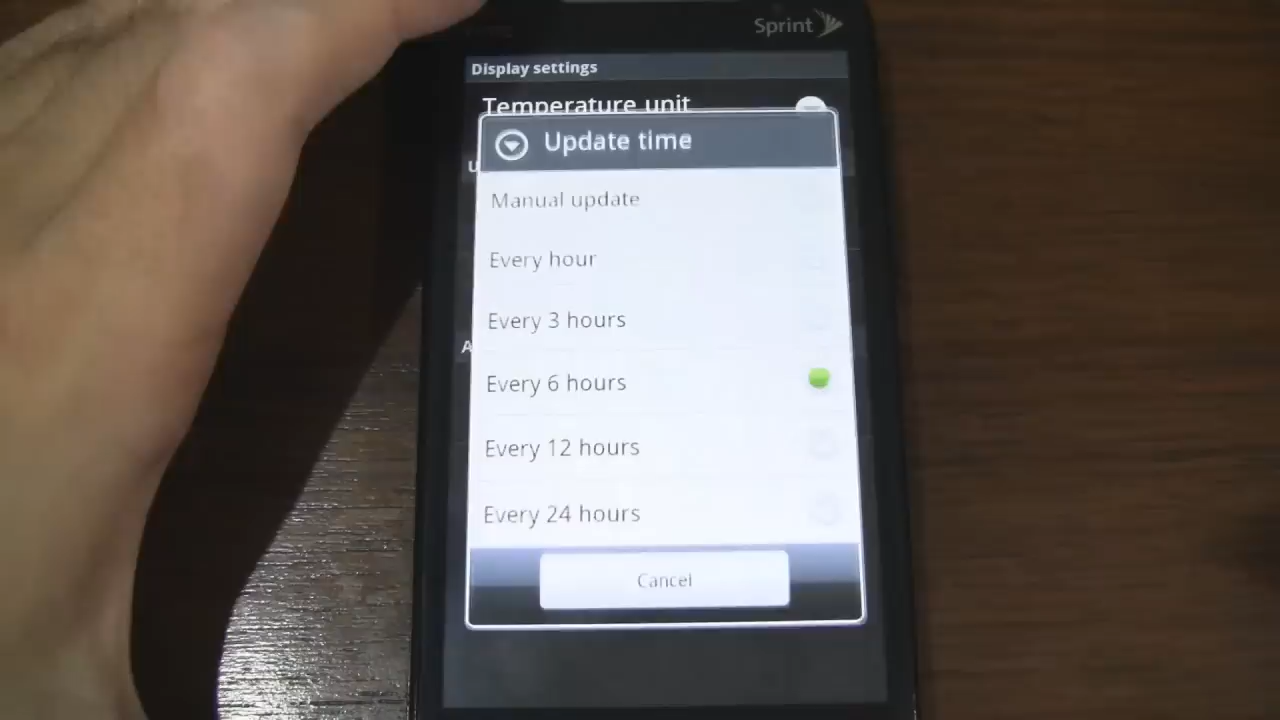 Sprint
Display settings
Temperature unit
Update time
Manual update
Every hour
Every 3 hours
Every 6 hours
Every 12 hours
Every 24 hours
Cancel